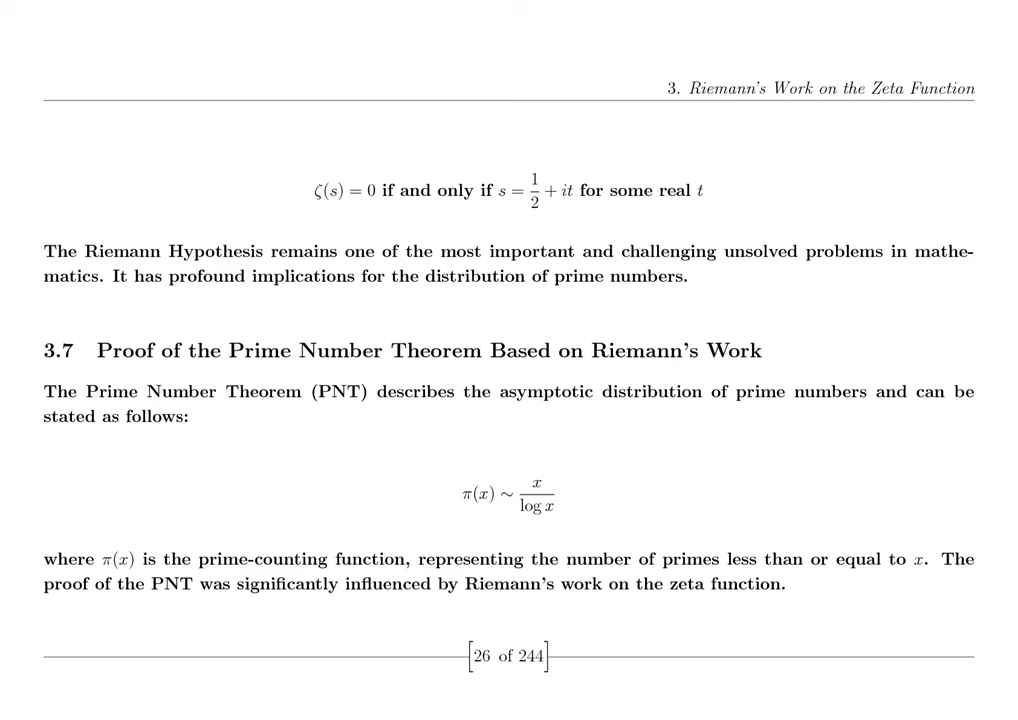 3. Riemann's Work on the Zeta Function
ζ(s) = 0 if and only if s = 1/2 + it for some real t
The Riemann Hypothesis remains one of the most important and challenging unsolved problems in mathe-
matics. It has profound implications for the distribution of prime numbers.
3.7 Proof of the Prime Number Theorem Based on Riemann's Work
The Prime Number Theorem (PNT) describes the asymptotic distribution of prime numbers and can be
stated as follows:
π(x) ∼ x/log x
where π(x) is the prime-counting function, representing the number of primes less than or equal to x. The
proof of the PNT was significantly influenced by Riemann's work on the zeta function.
[26 of 244]